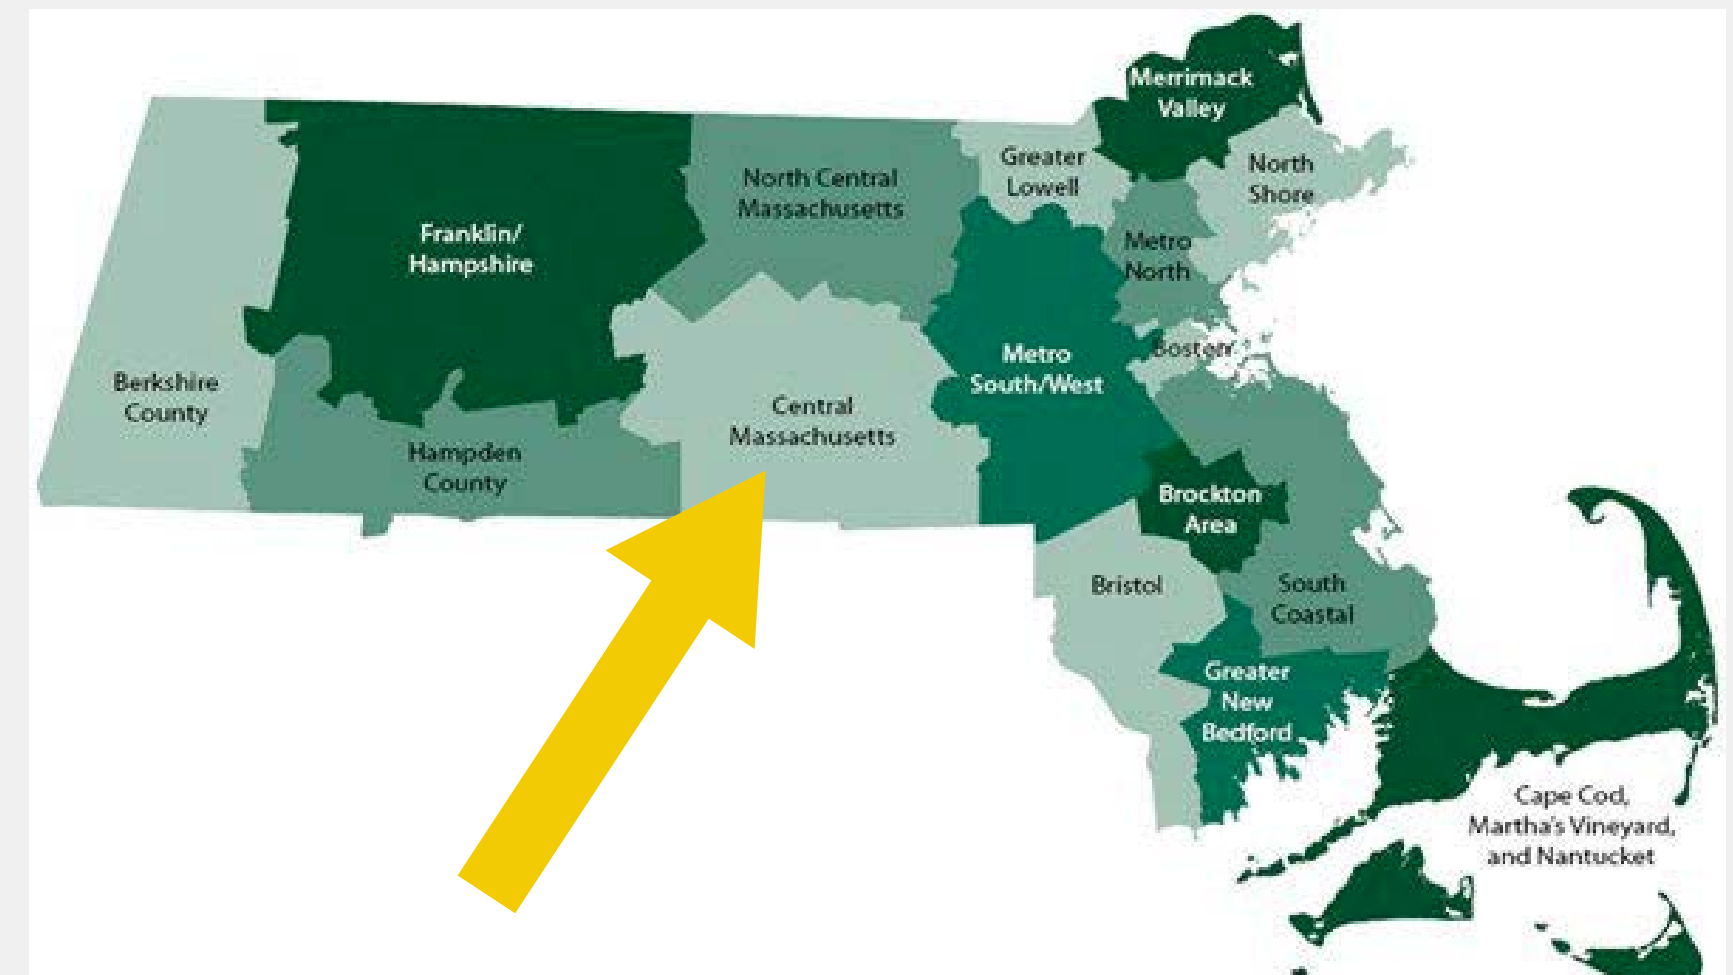 Merrimack
Valley
Greater
Lowell
North
Shore
North Central
Massachusetts
Franklin/
Hampshire
Metro
North
Boston
Metro
South/West
Berkshire
County
Central
Massachusetts
Hampden
County
Brockton
Area
Bristol
South
Coastal
Greater
New
Bedford
Cape Cod,
Martha's Vineyard,
and Nantucket